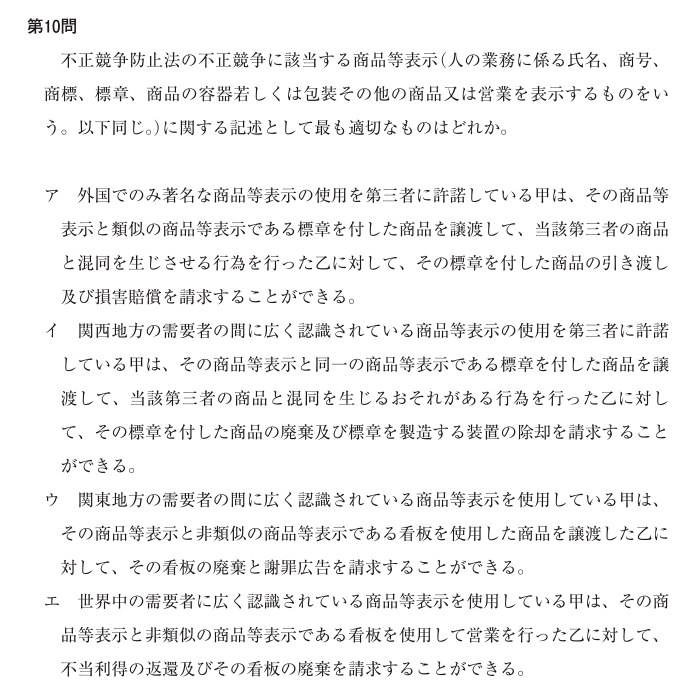 第10問
不正競争防止法の不正競争に該当する商品等表示(人の業務に係る氏名、商号、
商標、標章、商品の容器若しくは包装その他の商品又は営業を表示するものをい
う。以下同じ。)に関する記述として最も適切なものはどれか。
ア 外国でのみ著名な商品等表示の使用を第三者に許諾している甲は、その商品等
表示と類似の商品等表示である標章を付した商品を譲渡して、当該第三者の商品
と混同を生じさせる行為を行った乙に対して、その標章を付した商品の引き渡し
及び損害賠償を請求することができる。
イ 関西地方の需要者の間に広く認識されている商品等表示の使用を第三者に許諾
している甲は、その商品等表示と同一の商品等表示である標章を付した商品を譲
渡して、当該第三者の商品と混同を生じるおそれがある行為を行った乙に対し
て、その標章を付した商品の廃棄及び標章を製造する装置の除却を請求すること
ができる。
ウ 関東地方の需要者の間に広く認識されている商品等表示を使用している甲は、
その商品等表示と非類似の商品等表示である看板を使用した商品を譲渡した乙に
対して、その看板の廃棄と謝罪広告を請求することができる。
エ 世界中の需要者に広く認識されている商品等表示を使用している甲は、その商
品等表示と非類似の商品等表示である看板を使用して営業を行った乙に対して、
不当利得の返還及びその看板の廃棄を請求することができる。